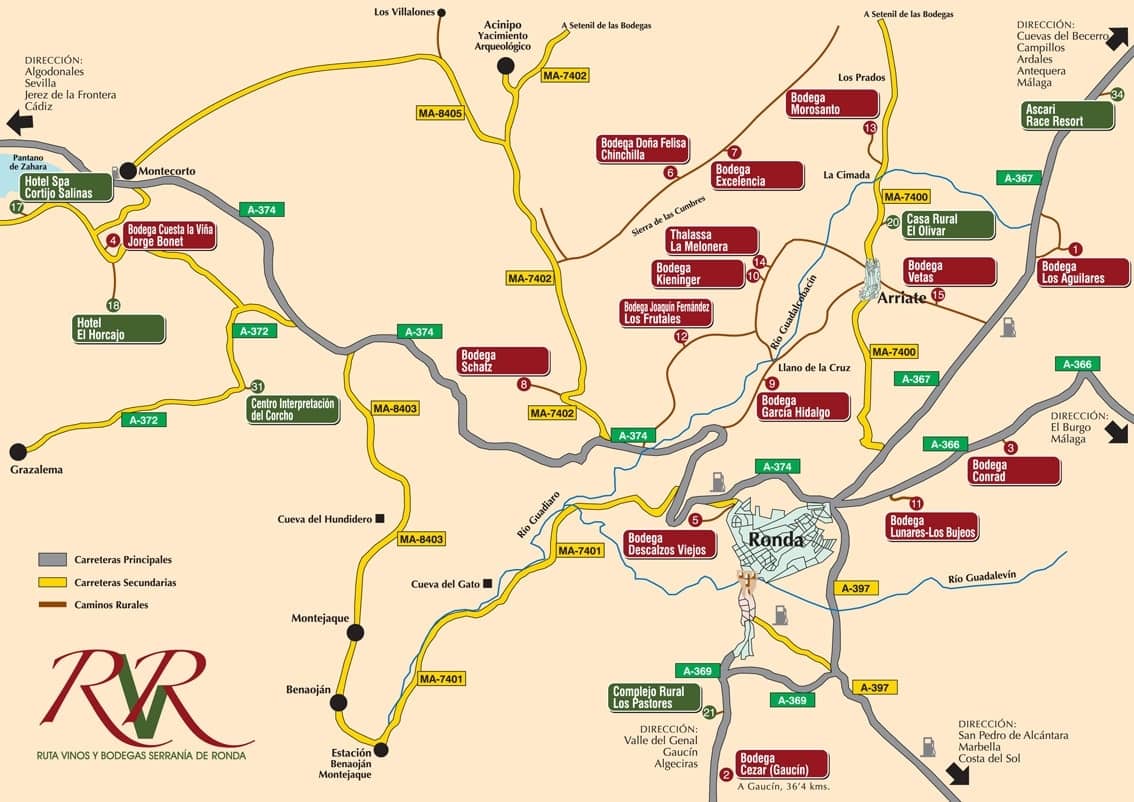 Los Villalones
Acinipo
Yacimiento
Arqueológico
A Setenil de las Bodegas
A Setenil de las Bodegas
DIRECCIÓN:
Cuevas del Becerro
Campillos
Ardales
Antequera
Málaga
DIRECCIÓN:
Algodonales
Sevilla
Jerez de la Frontera
Cádiz
MA-7402
Los Prados
34
Ascari
Race Resort
MA-8405
Bodega
Morosanto
13
Pantano
de Zahara
Montecorto
Bodega Doña Felisa
Chinchilla
6
7
Bodega
Excelencia
La Cimada
A-367
Hotel Spa
Cortijo Salinas
17
A-374
MA-7400
20
Casa Rural
El Olivar
Sierra de las Cumbres
4
Bodega Cuesta la Viña
Jorge Bonet
Thalassa
La Melonera
14
Bodega
Kieninger
10
1
Bodega
Los Aguilares
MA-7402
Bodega
Vetas
15
Arriate
18
Hotel
El Horcajo
Bodega Joaquín Fernández
Los Frutales
12
Río Guadalcobacín
A-372
A-374
MA-7400
Bodega
Schatz
8
Llano de la Cruz
A-366
31
Centro Interpretación
del Corcho
9
Bodega
García Hidalgo
A-367
MA-8403
MA-7402
A-372
DIRECCIÓN:
El Burgo
Málaga
A-374
A-366
3
Bodega
Conrad
Grazalema
A-374
11
Bodega
Lunares-Los Bujeos
Río Guadiaro
Cueva del Hundidero
5
Bodega
Descalzos Viejos
Ronda
MA-8403
MA-7401
Carreteras Principales
Carreteras Secundarias
Caminos Rurales
Cueva del Gato
Río Guadalevín
A-397
Montejaque
RVR
RUTA VINOS Y BODEGAS SERRANÍA DE RONDA
MA-7401
A-369
A-369
A-397
Benaoján
Complejo Rural
Los Pastores
21
DIRECCIÓN:
Valle del Genal
Gaucín
Algeciras
DIRECCIÓN:
San Pedro de Alcántara
Marbella
Costa del Sol
Estación
Benaoján
Montejaque
2
Bodega
Cezar (Gaucín)
A Gaucín, 36'4 kms.